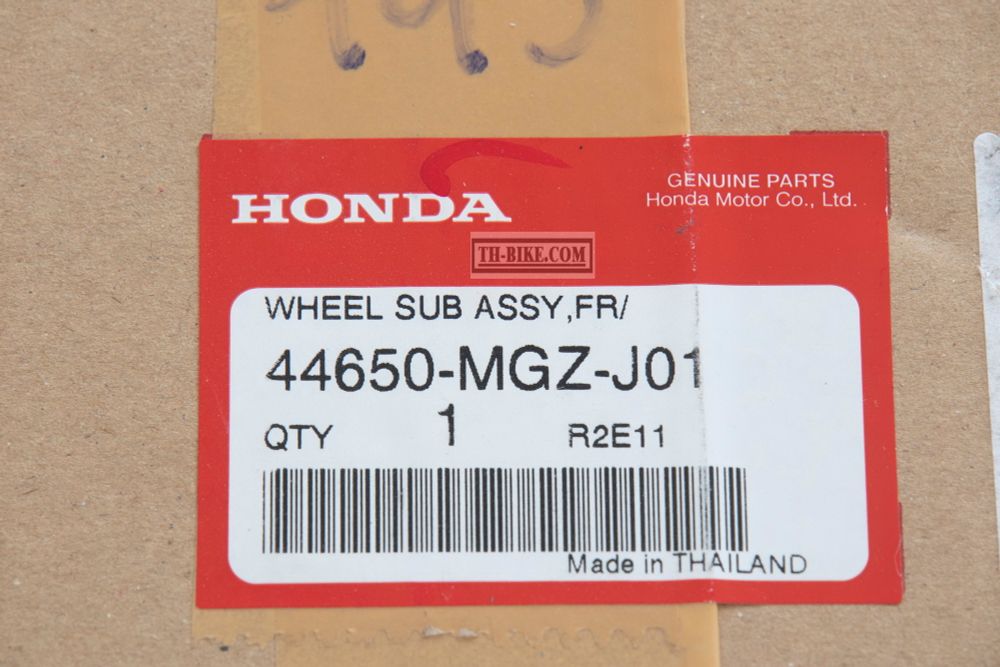 HONDA
GENUINE PARTS
Honda Motor Co., Ltd.
TH-BIKE.COM
WHEEL SUB ASSY,FR/
44650-MGZ-J01
QTY 1 R2E11
Made in THAILAND